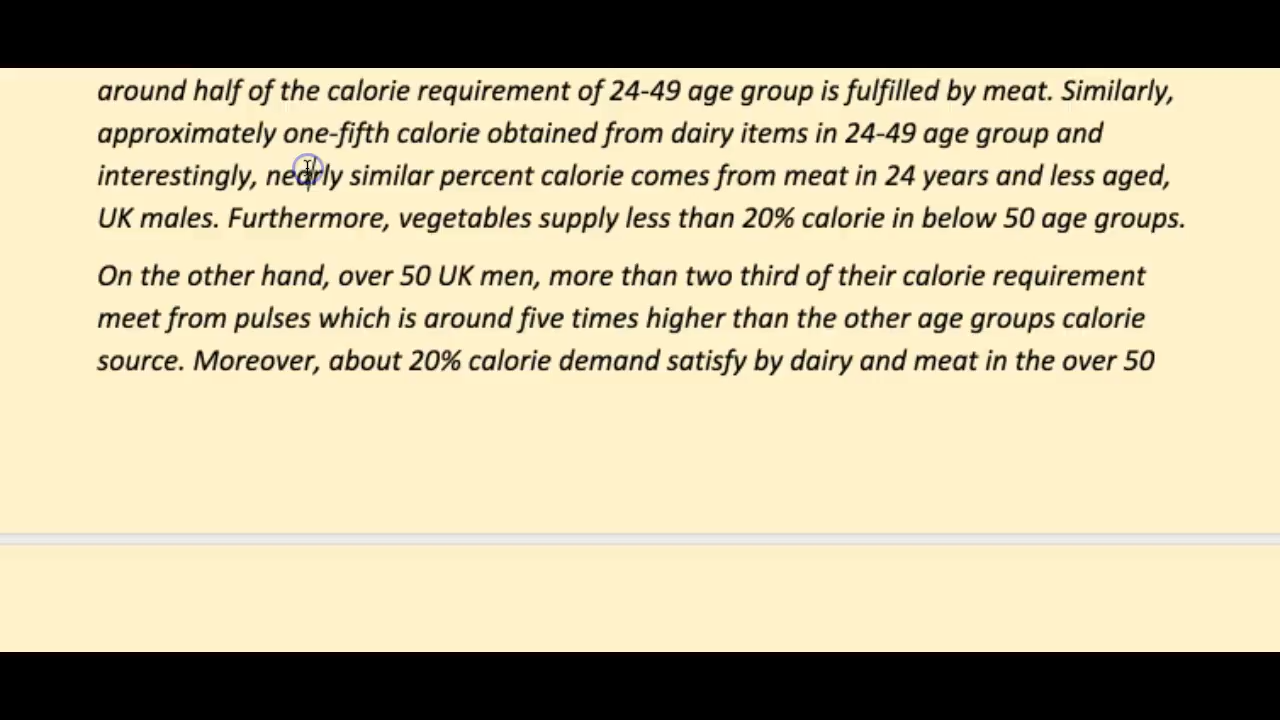 around half of the calorie requirement of 24-49 age group is fulfilled by meat. Similarly,
approximately one-fifth calorie obtained from dairy items in 24-49 age group and
interestingly, nearly similar percent calorie comes from meat in 24 years and less aged,
UK males. Furthermore, vegetables supply less than 20% calorie in below 50 age groups.
On the other hand, over 50 UK men, more than two third of their calorie requirement
meet from pulses which is around five times higher than the other age groups calorie
source. Moreover, about 20% calorie demand satisfy by dairy and meat in the over 50